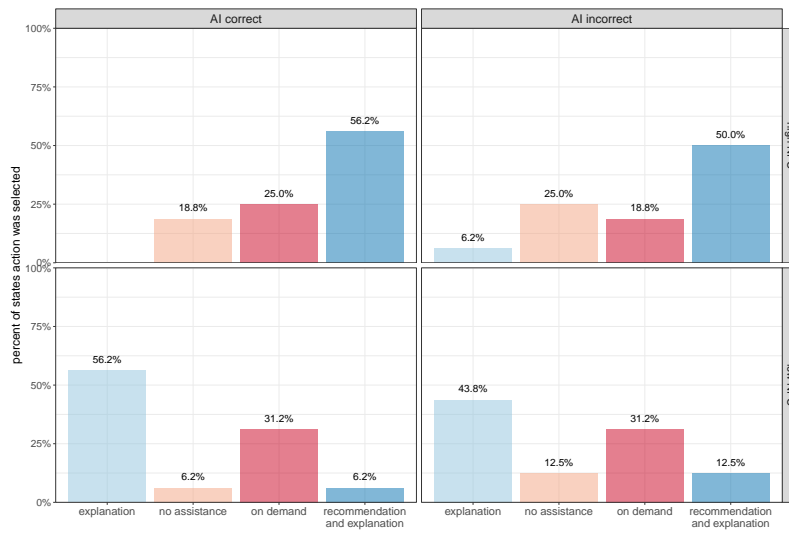 AI correct
AI incorrect
percent of states action was selected
100%
75%
50%
25%
0%
18.8%
25.0%
56.2%
6.2%
25.0%
18.8%
50.0%
100%
75%
50%
25%
0%
56.2%
6.2%
31.2%
6.2%
43.8%
12.5%
31.2%
12.5%
explanation
no assistance
on demand
recommendation
and explanation
explanation
no assistance
on demand
recommendation
and explanation